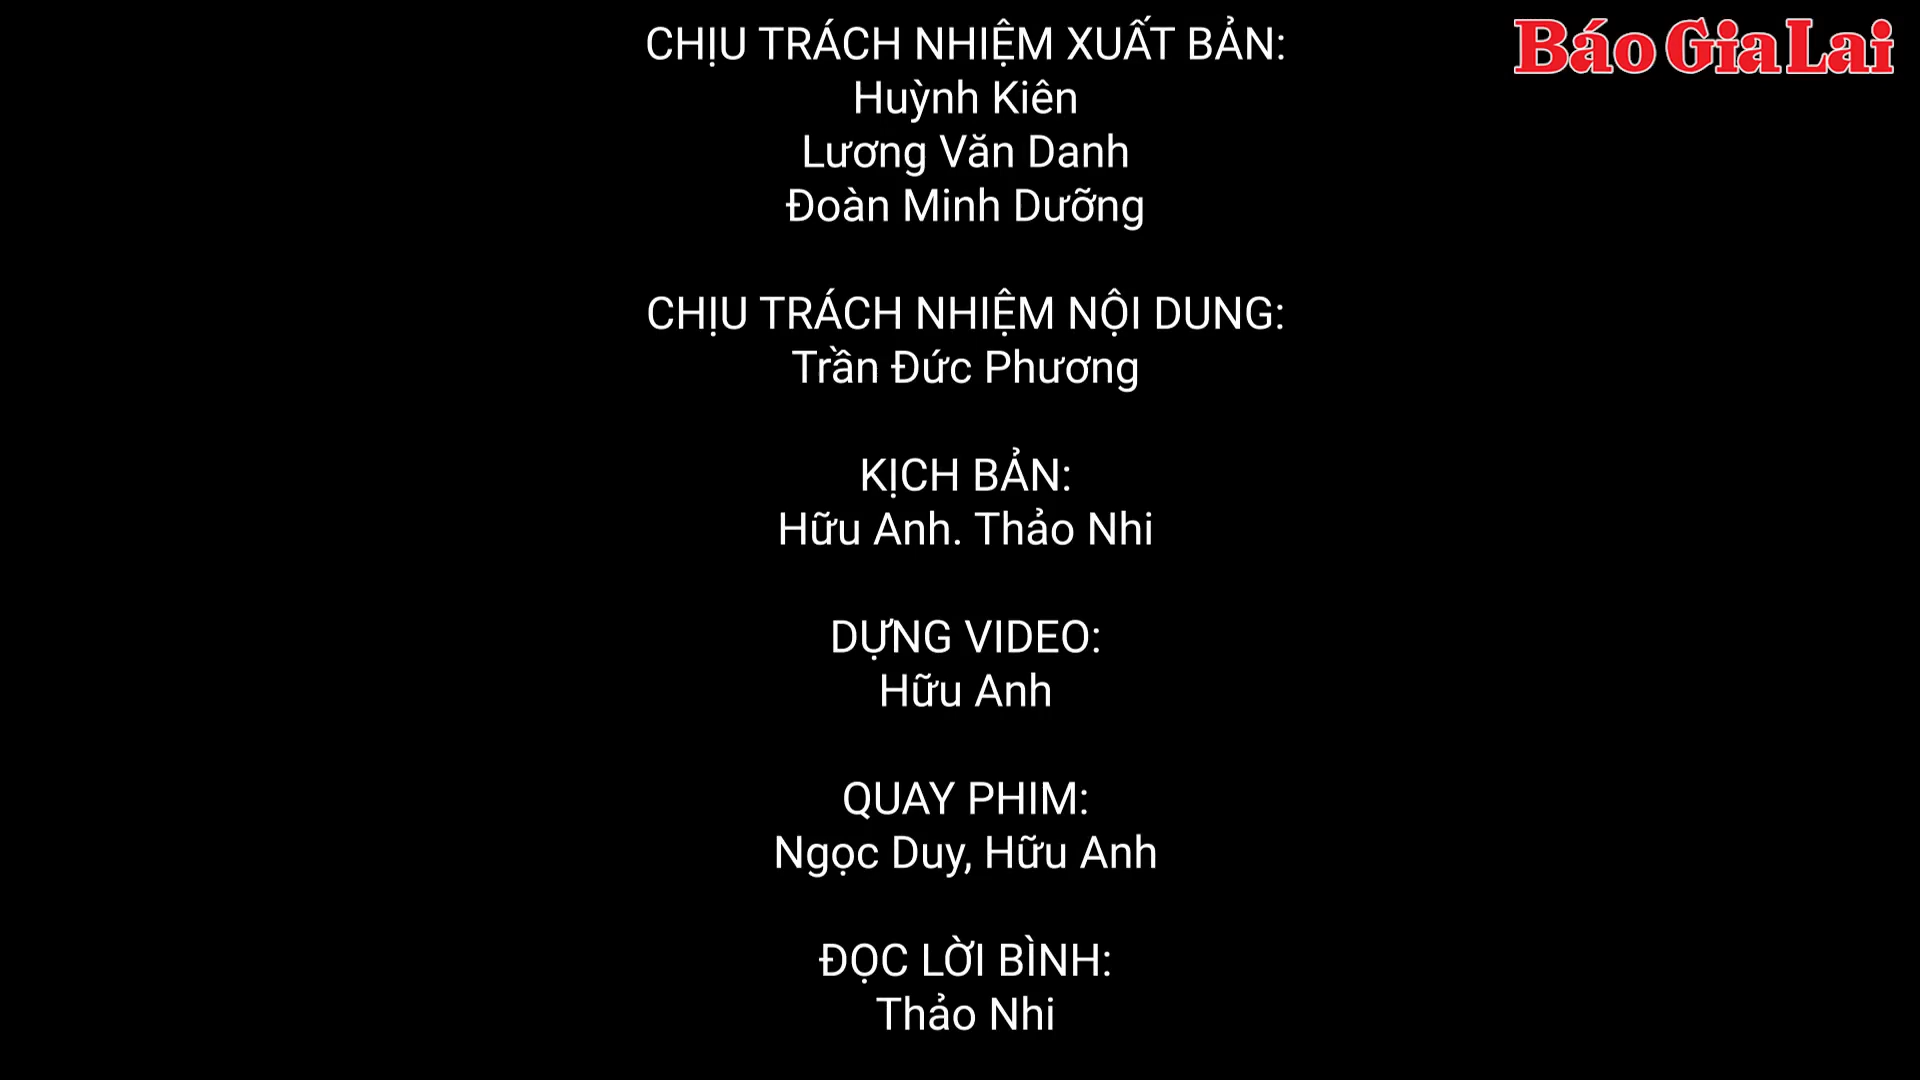 CHỊU TRÁCH NHIỆM XUẤT BẢN:
Báo Gia Lai
Huỳnh Kiên
Lương Văn Danh
Đoàn Minh Dưỡng
CHỊU TRÁCH NHIỆM NỘI DUNG:
Trần Đức Phương
KỊCH BẢN:
Hữu Anh. Thảo Nhi
DỰNG VIDEO:
Hữu Anh
QUAY PHIM:
Ngọc Duy, Hữu Anh
ĐỌC LỜI BÌNH:
Thảo Nhi